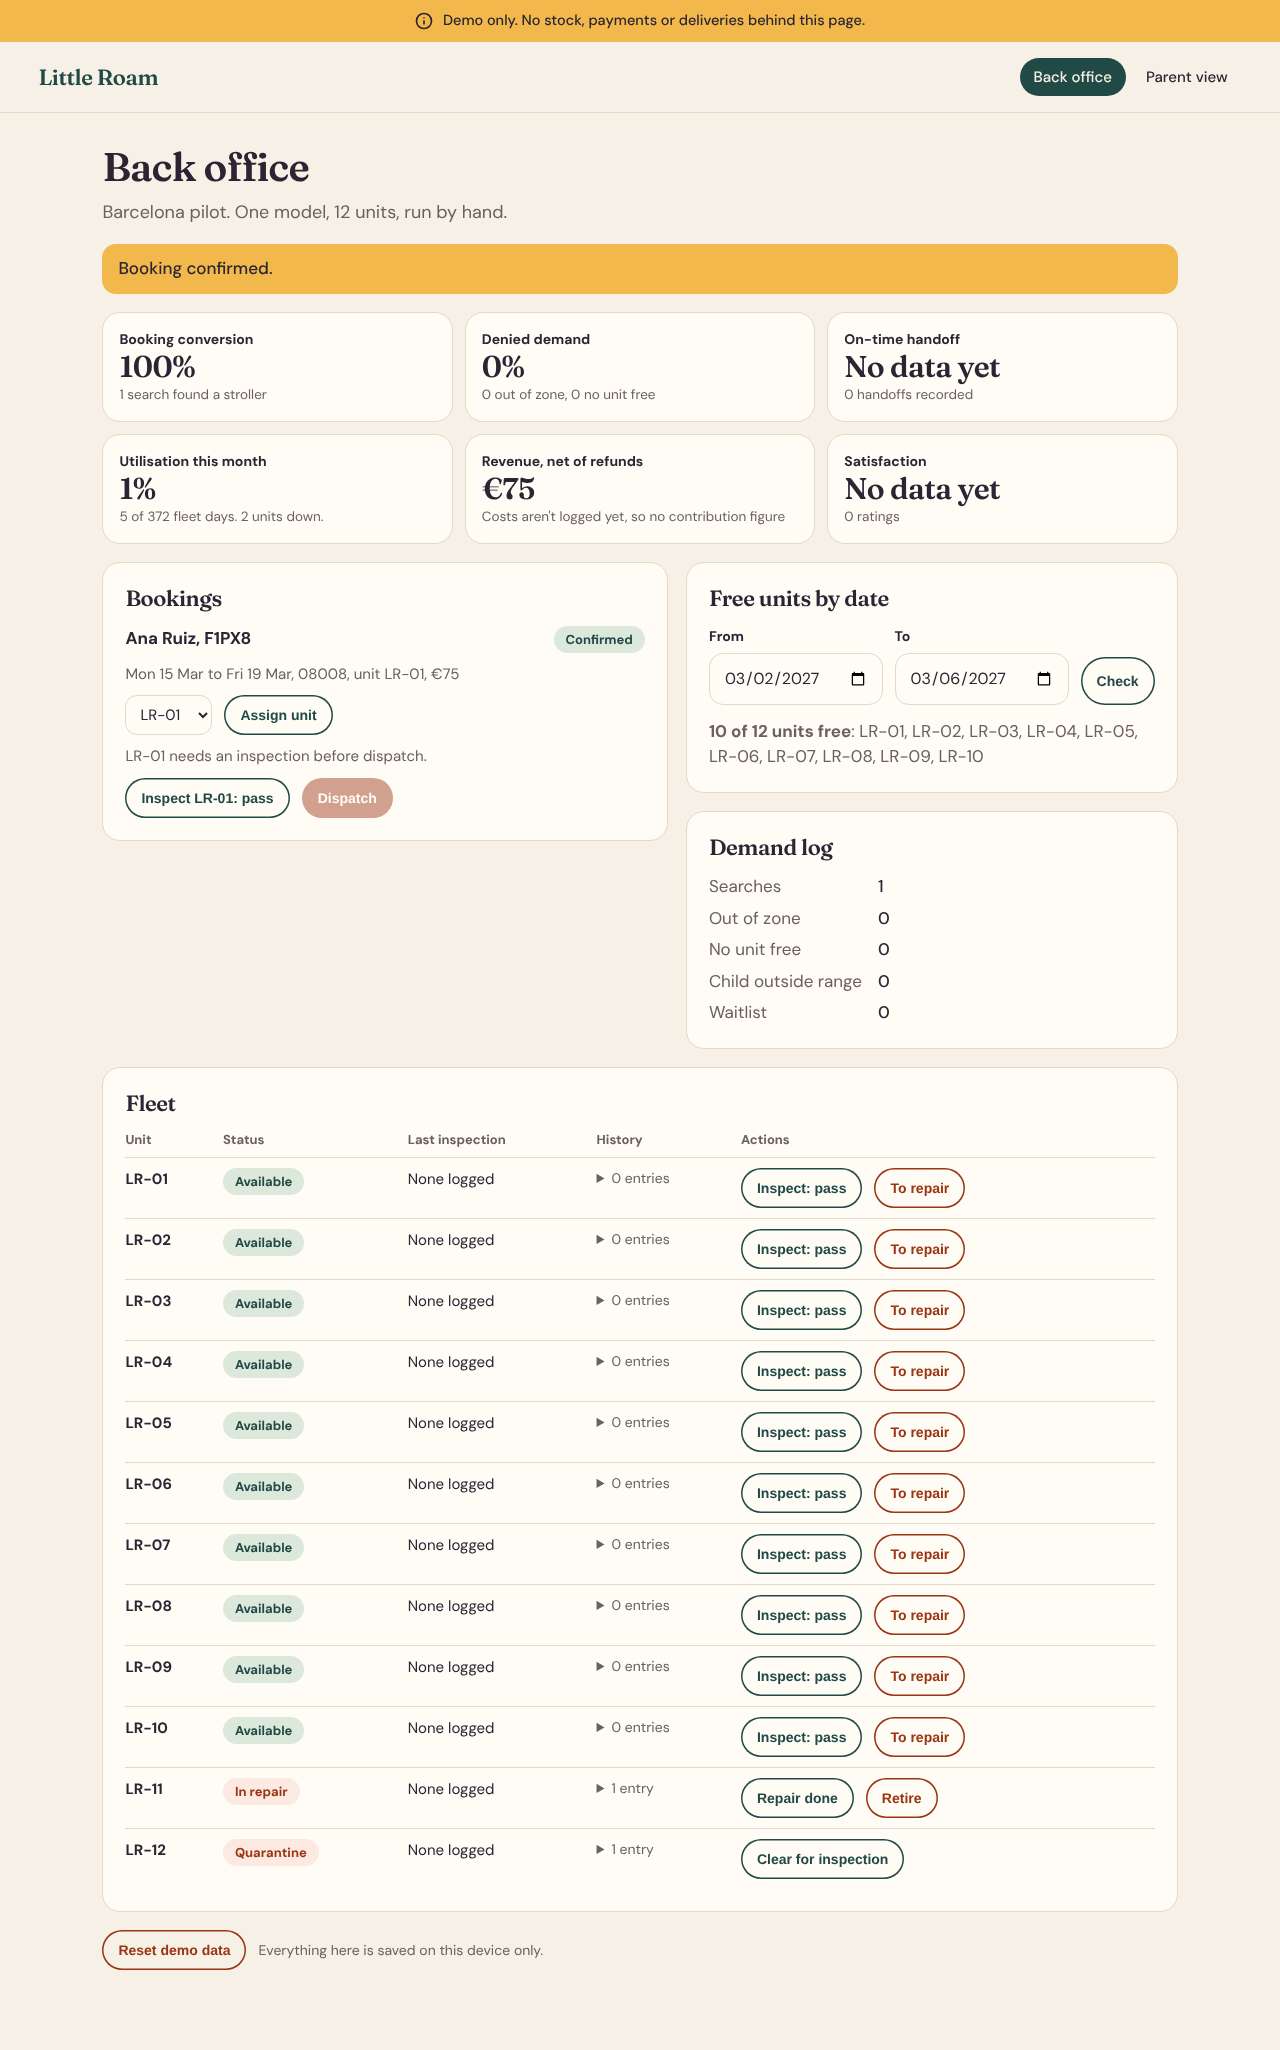 Demo only. No stock, payments or deliveries behind this page.
Little Roam
Back office
Parent view
Back office
Barcelona pilot. One model, 12 units, run by hand.
Booking confirmed.
Booking conversion
100%
1 search found a stroller
Denied demand
0%
0 out of zone, 0 no unit free
On-time handoff
No data yet
0 handoffs recorded
Utilisation this month
1%
5 of 372 fleet days. 2 units down.
Revenue, net of refunds
€75
Costs aren't logged yet, so no contribution figure
Satisfaction
No data yet
0 ratings
Bookings
Ana Ruiz, F1PX8
Confirmed
Mon 15 Mar to Fri 19 Mar, 08008, unit LR-01, €75
LR-01
Assign unit
LR-01 needs an inspection before dispatch.
Inspect LR-01: pass
Dispatch
Free units by date
From
To
03/02/2027
03/06/2027
Check
10 of 12 units free: LR-01, LR-02, LR-03, LR-04, LR-05,
LR-06, LR-07, LR-08, LR-09, LR-10
Demand log
Searches 1
Out of zone 0
No unit free 0
Child outside range 0
Waitlist 0
Fleet
Unit Status Last inspection History Actions
LR-01 Available None logged 0 entries Inspect: pass To repair
LR-02 Available None logged 0 entries Inspect: pass To repair
LR-03 Available None logged 0 entries Inspect: pass To repair
LR-04 Available None logged 0 entries Inspect: pass To repair
LR-05 Available None logged 0 entries Inspect: pass To repair
LR-06 Available None logged 0 entries Inspect: pass To repair
LR-07 Available None logged 0 entries Inspect: pass To repair
LR-08 Available None logged 0 entries Inspect: pass To repair
LR-09 Available None logged 0 entries Inspect: pass To repair
LR-10 Available None logged 0 entries Inspect: pass To repair
LR-11 In repair None logged 1 entry Repair done Retire
LR-12 Quarantine None logged 1 entry Clear for inspection
Reset demo data
Everything here is saved on this device only.